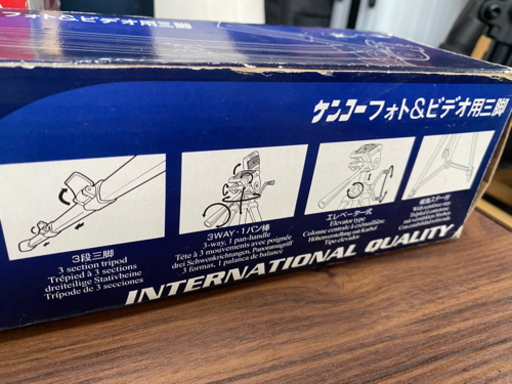 フォト&ビデオ用三脚
ケンコーフォト&ビデオ用三脚
3段三脚
3 section tripod
Trépied à 3 sections
dreiteilige Stativbeine
Trípode de 3 secciones
3WAY・1パン棒
3-way, 1 pan-handle
Tête à 3 mouvements avec poignée
drei Schwenkrichtungen, Panoramagriff
3 formas, 1 palanca de balance
エレベーター式
Elevator type
Colonne centrale à crémaillère
Höhenverstellung mit Kurbel
Tipo elevador
INTERNATIONAL QUALITY